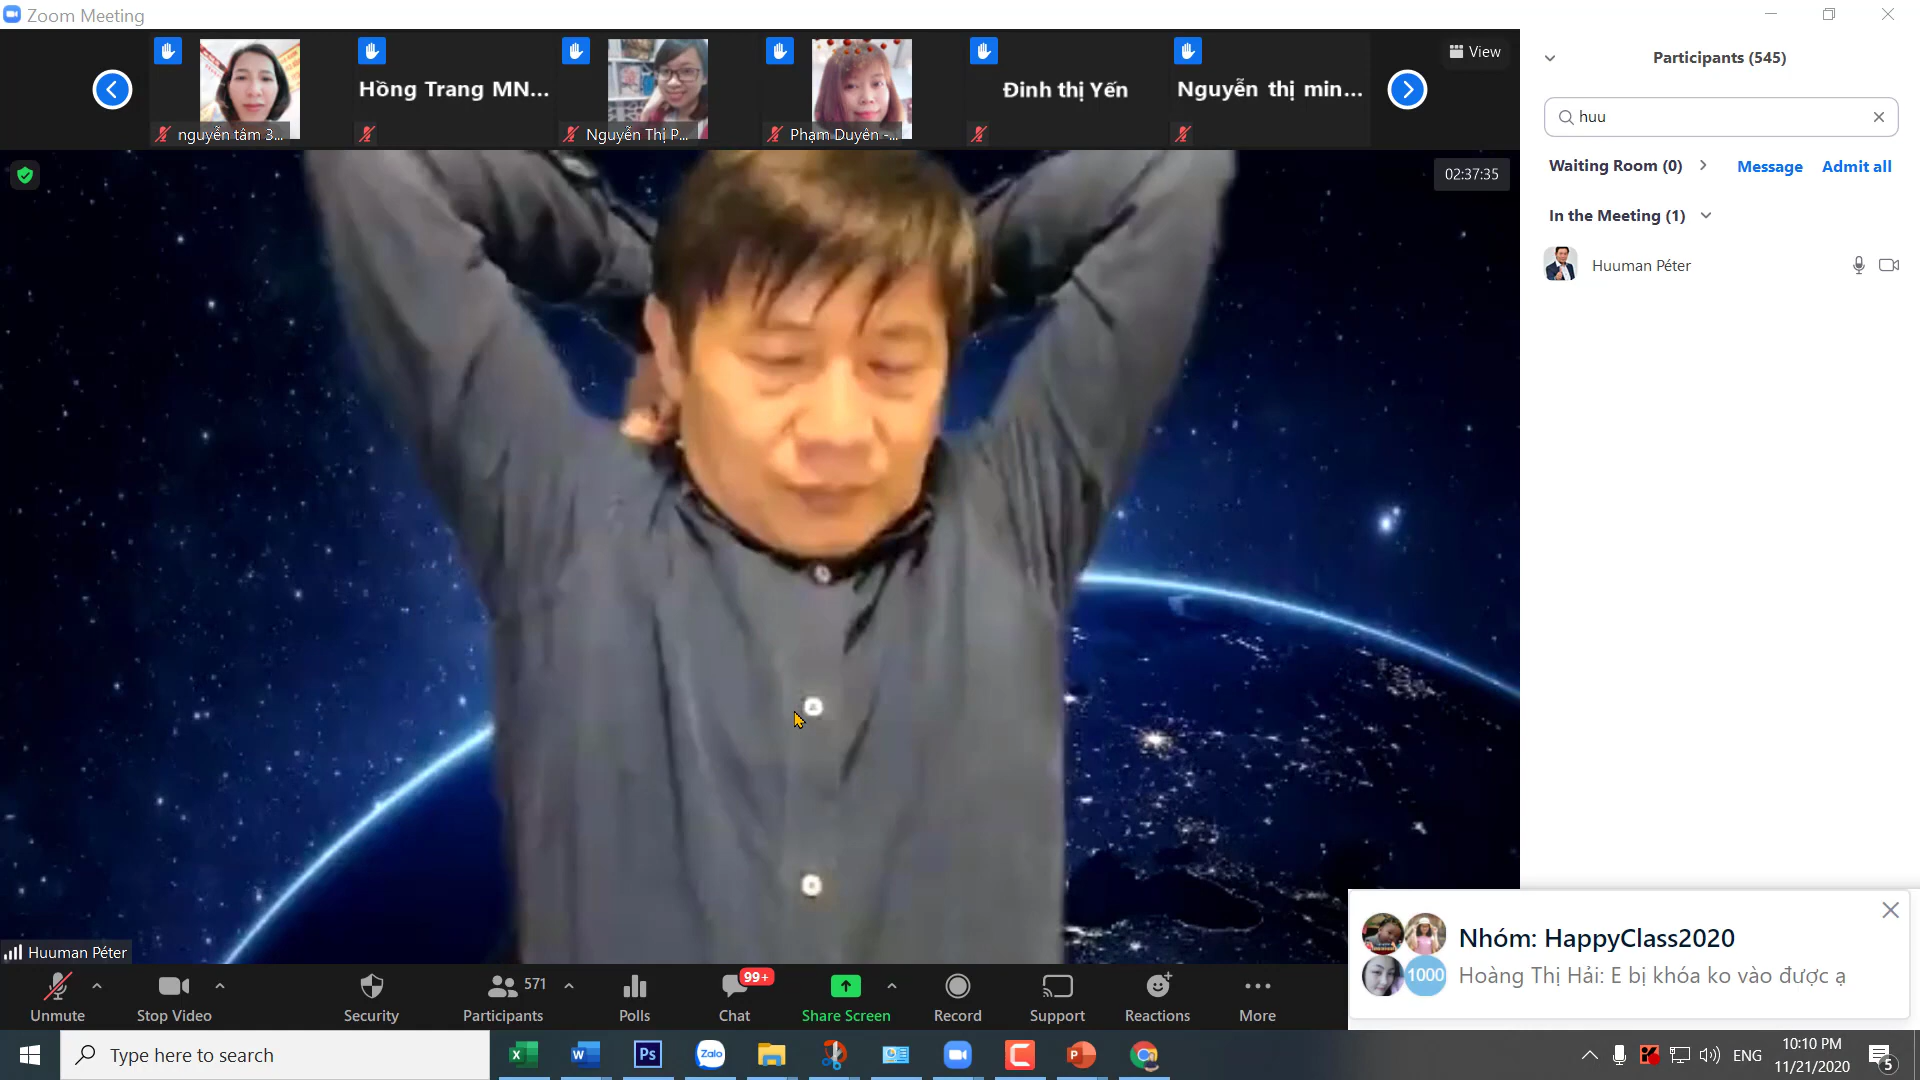 Zoom Meeting
View
nguyễn tâm 3...
Hồng Trang MN...
Nguyễn Thị P...
Phạm Duyên -...
Đinh thị Yến
Nguyễn thị min...
02:37:35
Participants (545)
huu
Waiting Room (0)
Message
Admit all
In the Meeting (1)
Huuman Péter
Huuman Péter
Nhóm: HappyClass2020
1000
Hoàng Thị Hải: E bị khóa ko vào được ạ
571
99+
Unmute
Stop Video
Security
Participants
Polls
Chat
Share Screen
Record
Support
Reactions
More
Type here to search
Ps
Zalo
ENG
10:10 PM
11/21/2020
5